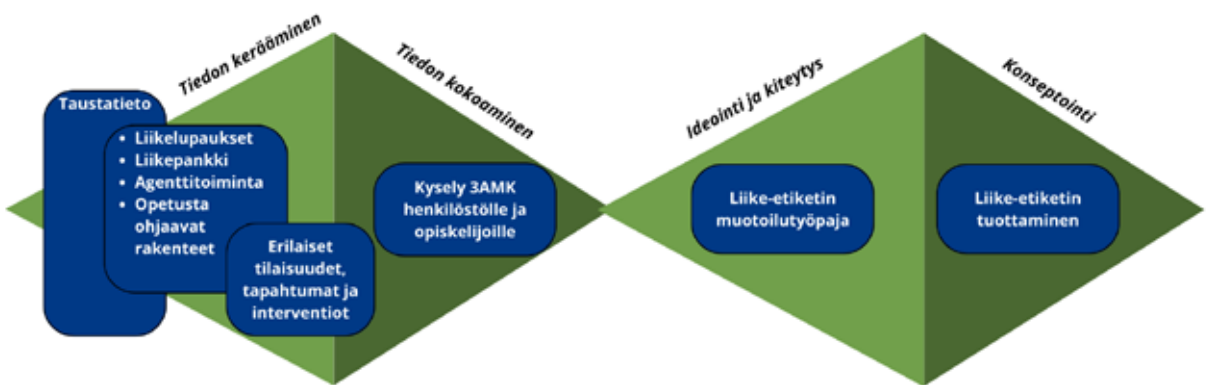 Tiedon kerääminen
Taustatieto
• Liikelupaukset
• Liikepankki
• Agenttitoiminta
• Opetusta
ohjaavat
rakenteet
Erilaiset
tilaisuudet,
tapahtumat ja
interventiot
Tiedon kokoaminen
Kysely 3AMK
henkilöstölle ja
opiskelijoille
Ideointi ja kiteytys
Liike-etiketin
muotoilutyöpaja
Konseptointi
Liike-etiketin
tuottaminen